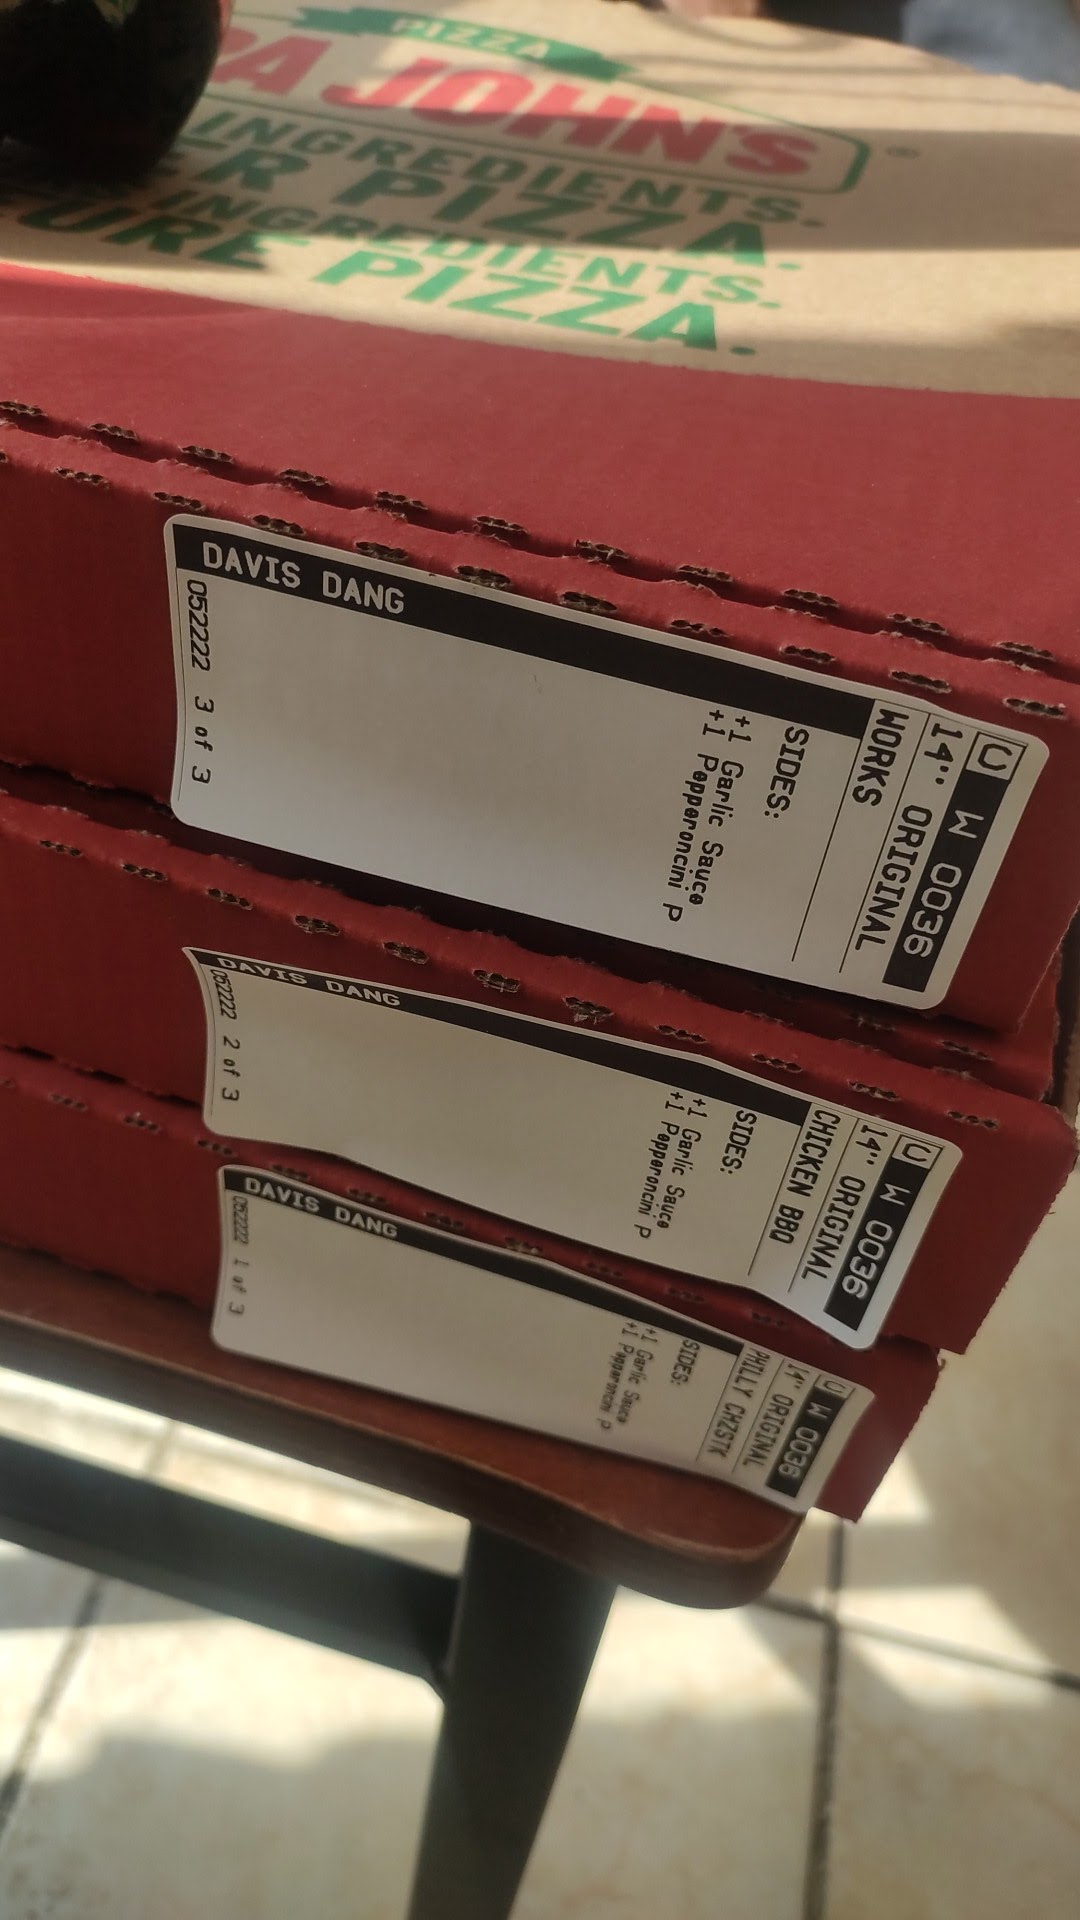 PIZZA
PA JOHN'S
INGREDIENTS.
ER PIZZA.
INGREDIENTS.
URE PIZZA.
DAVIS DANG
052222 3 of 3
U W 0036
14" ORIGINAL
WORKS
SIDES:
+1 Garlic Sauce
+1 Pepperoncini P
DAVIS DANG
052222 2 of 3
U W 0036
14" ORIGINAL
CHICKEN BBQ
SIDES:
+1 Garlic Sauce
+1 Pepperoncini P
DAVIS DANG
052222 1 of 3
U W 0036
14" ORIGINAL
PHILLY CHZSTK
SIDES:
+1 Garlic Sauce
+1 Pepperoncini P